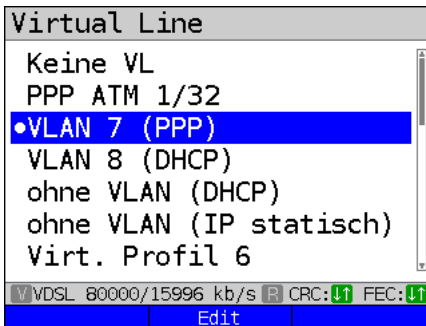 Virtual Line
Keine VL
PPP ATM 1/32
•VLAN 7 (PPP)
VLAN 8 (DHCP)
ohne VLAN (DHCP)
ohne VLAN (IP statisch)
Virt. Profil 6
V VDSL 80000/15996 kb/s R CRC:↓↑ FEC:↓↑
Edit